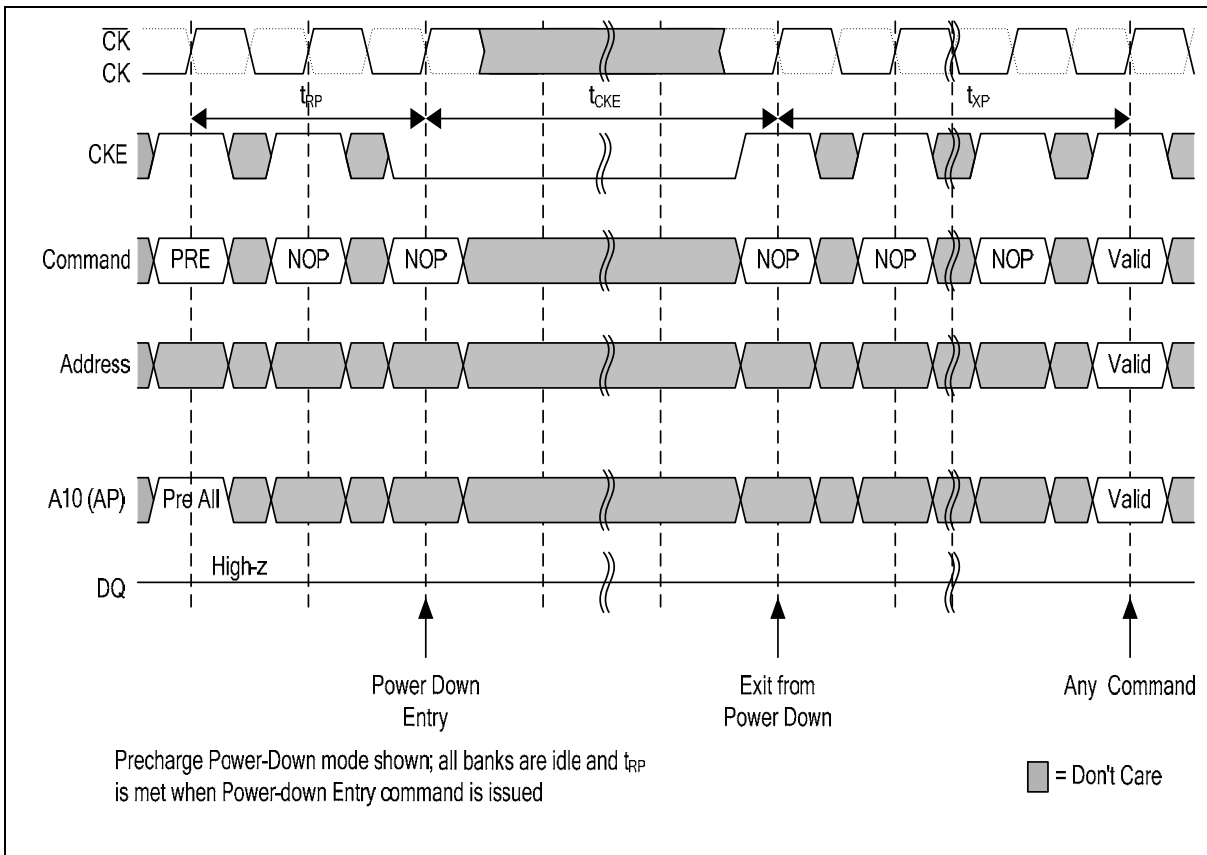 CK
CK
tRP
tCKE
tXP
CKE
Command
PRE
NOP
NOP
NOP
NOP
NOP
Valid
Address
Valid
A10 (AP)
Pre All
Valid
High-z
DQ
Power Down
Entry
Exit from
Power Down
Any Command
Precharge Power-Down mode shown; all banks are idle and tRP
is met when Power-down Entry command is issued
= Don't Care